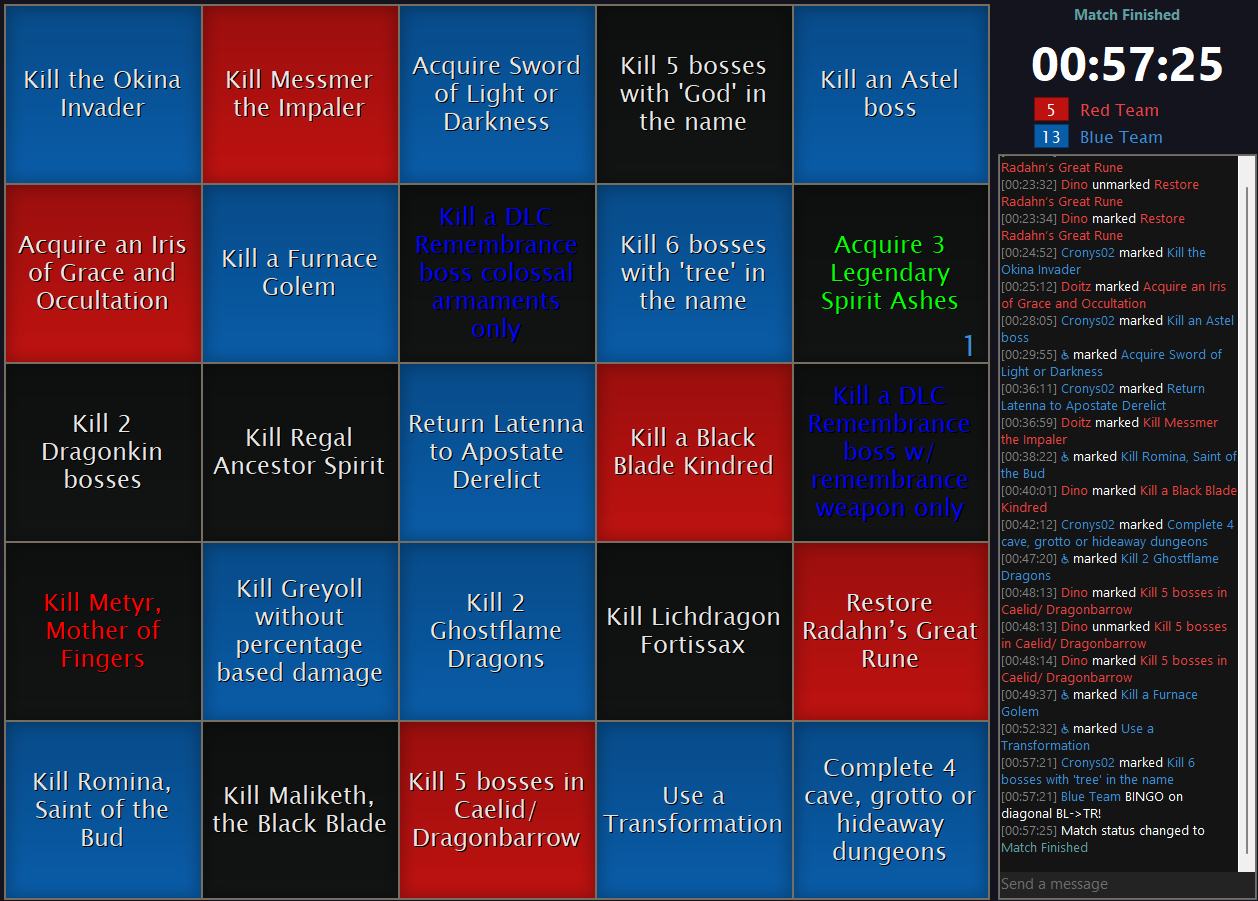 Kill the Okina
Invader
Kill Messmer
the Impaler
Acquire Sword
of Light or
Darkness
Kill 5 bosses
with 'God' in
the name
Kill an Astel
boss
Acquire an Iris
of Grace and
Occultation
Kill a Furnace
Golem
Kill a DLC
Remembrance
boss colossal
armaments
only
Kill 6 bosses
with 'tree' in
the name
Acquire 3
Legendary
Spirit Ashes
1
Kill 2
Dragonkin
bosses
Kill Regal
Ancestor Spirit
Return Latenna
to Apostate
Derelict
Kill a Black
Blade Kindred
Kill a DLC
Remembrance
boss w/
remembrance
weapon only
Kill Metyr,
Mother of
Fingers
Kill Greyoll
without
percentage
based damage
Kill 2
Ghostflame
Dragons
Kill Lichdragon
Fortissax
Restore
Radahn’s Great
Rune
Kill Romina,
Saint of the
Bud
Kill Maliketh,
the Black Blade
Kill 5 bosses in
Caelid/
Dragonbarrow
Use a
Transformation
Complete 4
cave, grotto or
hideaway
dungeons
Match Finished
00:57:25
5 Red Team
13 Blue Team
Radahn’s Great Rune
[00:23:32] Dino unmarked Restore
Radahn’s Great Rune
[00:23:34] Dino marked Restore
Radahn’s Great Rune
[00:24:52] Cronys02 marked Kill the
Okina Invader
[00:25:12] Doitz marked Acquire an Iris
of Grace and Occultation
[00:28:05] Cronys02 marked Kill an Astel
boss
[00:29:55] ♿ marked Acquire Sword of
Light or Darkness
[00:36:11] Cronys02 marked Return
Latenna to Apostate Derelict
[00:36:59] Doitz marked Kill Messmer
the Impaler
[00:38:22] ♿ marked Kill Romina, Saint of
the Bud
[00:40:01] Dino marked Kill a Black Blade
Kindred
[00:42:12] Cronys02 marked Complete 4
cave, grotto or hideaway dungeons
[00:47:20] ♿ marked Kill 2 Ghostflame
Dragons
[00:48:13] Dino marked Kill 5 bosses in
Caelid/ Dragonbarrow
[00:48:13] Dino unmarked Kill 5 bosses
in Caelid/ Dragonbarrow
[00:48:14] Dino marked Kill 5 bosses in
Caelid/ Dragonbarrow
[00:49:37] ♿ marked Kill a Furnace
Golem
[00:52:32] ♿ marked Use a
Transformation
[00:57:21] Cronys02 marked Kill 6
bosses with 'tree' in the name
[00:57:21] Blue Team BINGO on
diagonal BL->TR!
[00:57:25] Match status changed to
Match Finished
Send a message